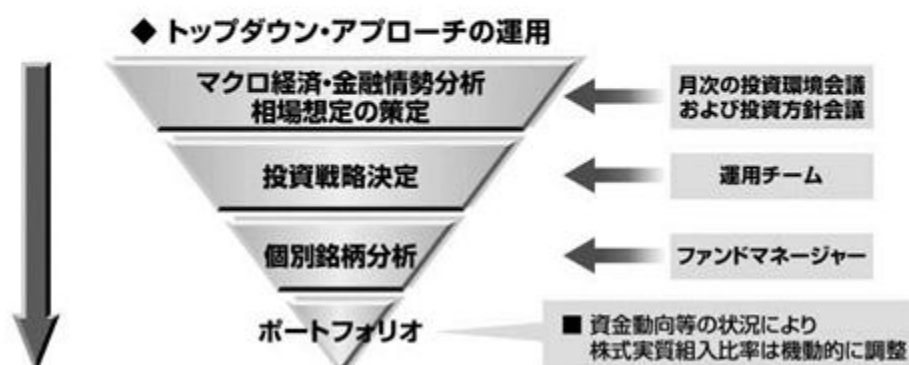 ◆ トップダウン・アプローチの運用
マクロ経済・金融情勢分析
相場想定の策定
月次の投資環境会議
および投資方針会議
投資戦略決定
運用チーム
個別銘柄分析
ファンドマネージャー
ポートフォリオ
■ 資金動向等の状況により
株式実質組入比率は機動的に調整